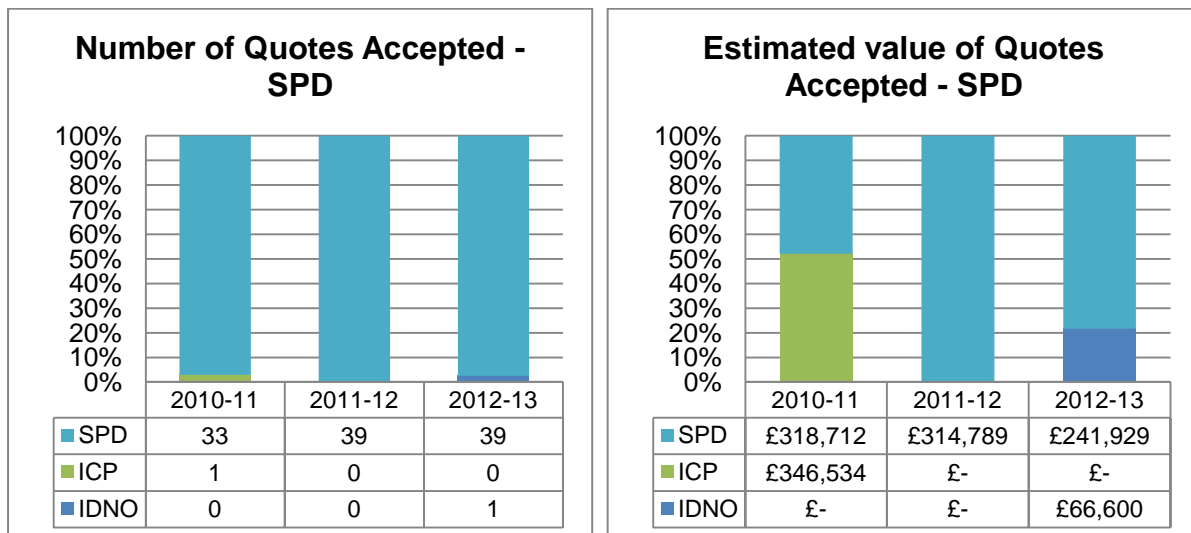 Number of Quotes Accepted -
SPD
100%
90%
80%
70%
60%
50%
40%
30%
20%
10%
0%
2010-11 2011-12 2012-13
SPD 33 39 39
ICP 1 0 0
IDNO 0 0 1
Estimated value of Quotes
Accepted - SPD
100%
90%
80%
70%
60%
50%
40%
30%
20%
10%
0%
2010-11 2011-12 2012-13
SPD £318,712 £314,789 £241,929
ICP £346,534 £- £-
IDNO £- £- £66,600